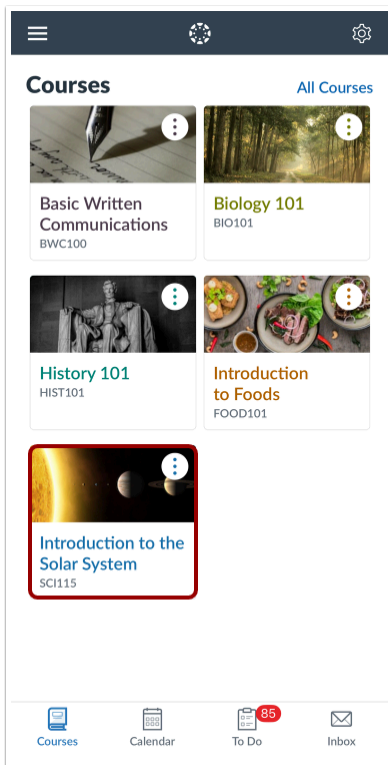 Courses
All Courses
Basic Written
Communications
BWC100
Biology 101
BIO101
History 101
HIST101
Introduction
to Foods
FOOD101
Introduction to the
Solar System
SCI115
85
Courses
Calendar
To Do
Inbox